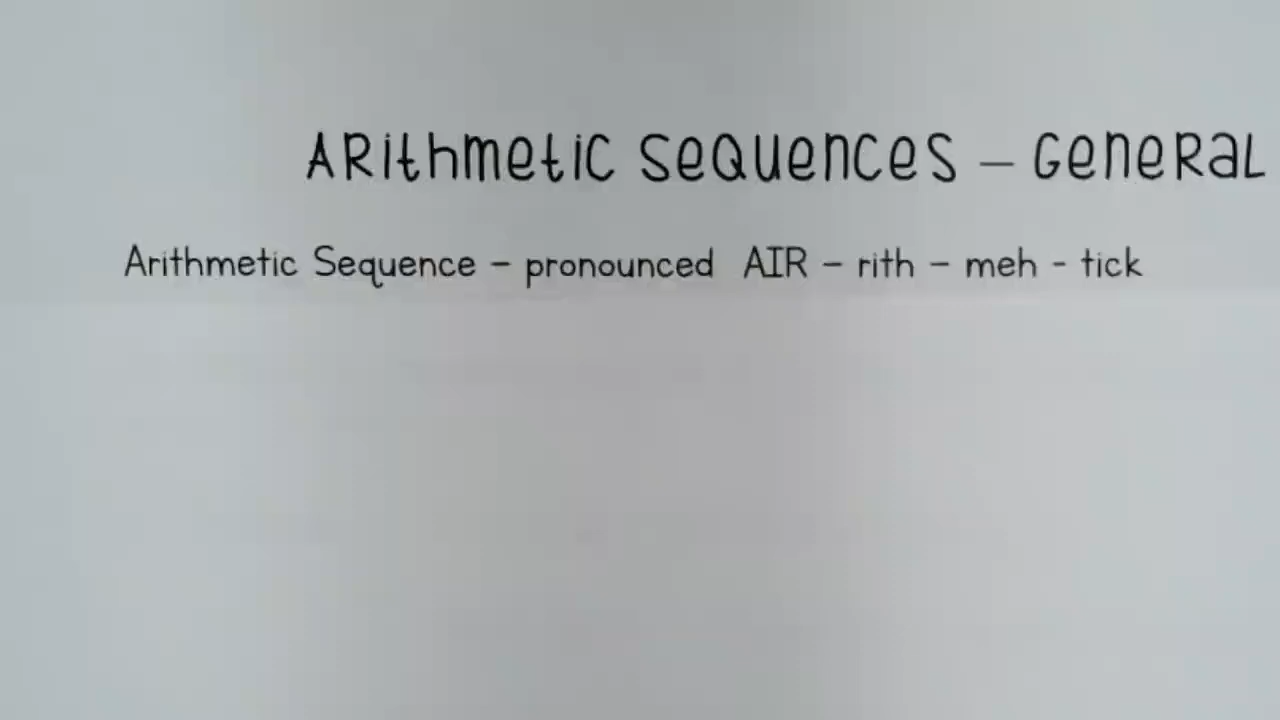 Arithmetic Sequences – General
Arithmetic Sequence – pronounced AIR – rith – meh - tick